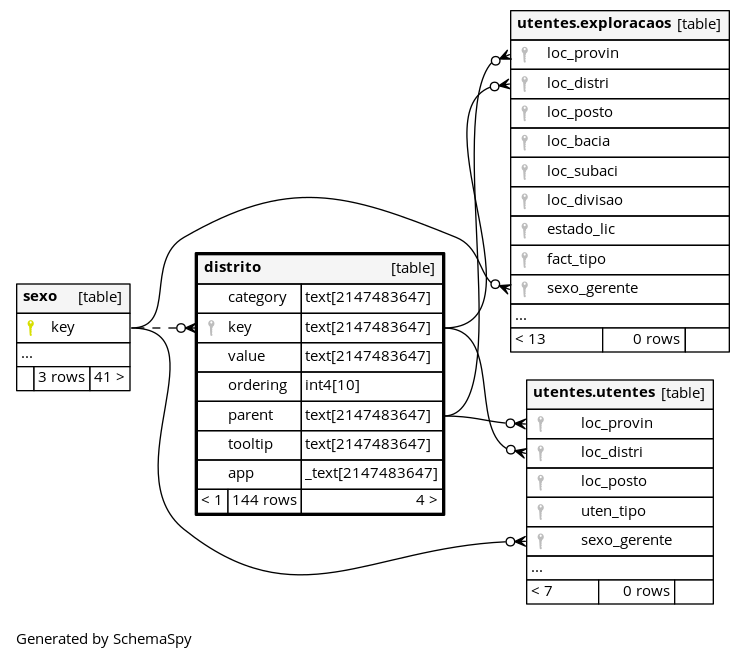 utentes.exploracaos [table]
loc_provin
loc_distri
loc_posto
loc_bacia
loc_subaci
loc_divisao
estado_lic
fact_tipo
sexo_gerente
...
< 13 0 rows
sexo [table]
key
...
3 rows 41 >
distrito [table]
category text[2147483647]
key text[2147483647]
value text[2147483647]
ordering int4[10]
parent text[2147483647]
tooltip text[2147483647]
app _text[2147483647]
< 1 144 rows 4 >
utentes.utentes [table]
loc_provin
loc_distri
loc_posto
uten_tipo
sexo_gerente
...
< 7 0 rows
Generated by SchemaSpy